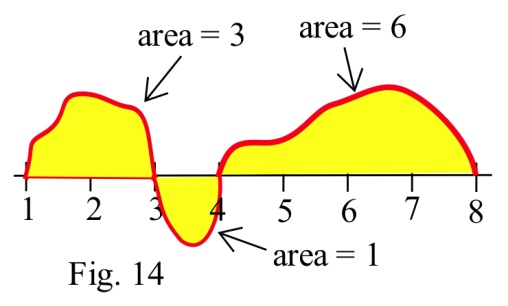 area = 3
area = 6
1 2 3 4 5 6 7 8
area = 1
Fig. 14